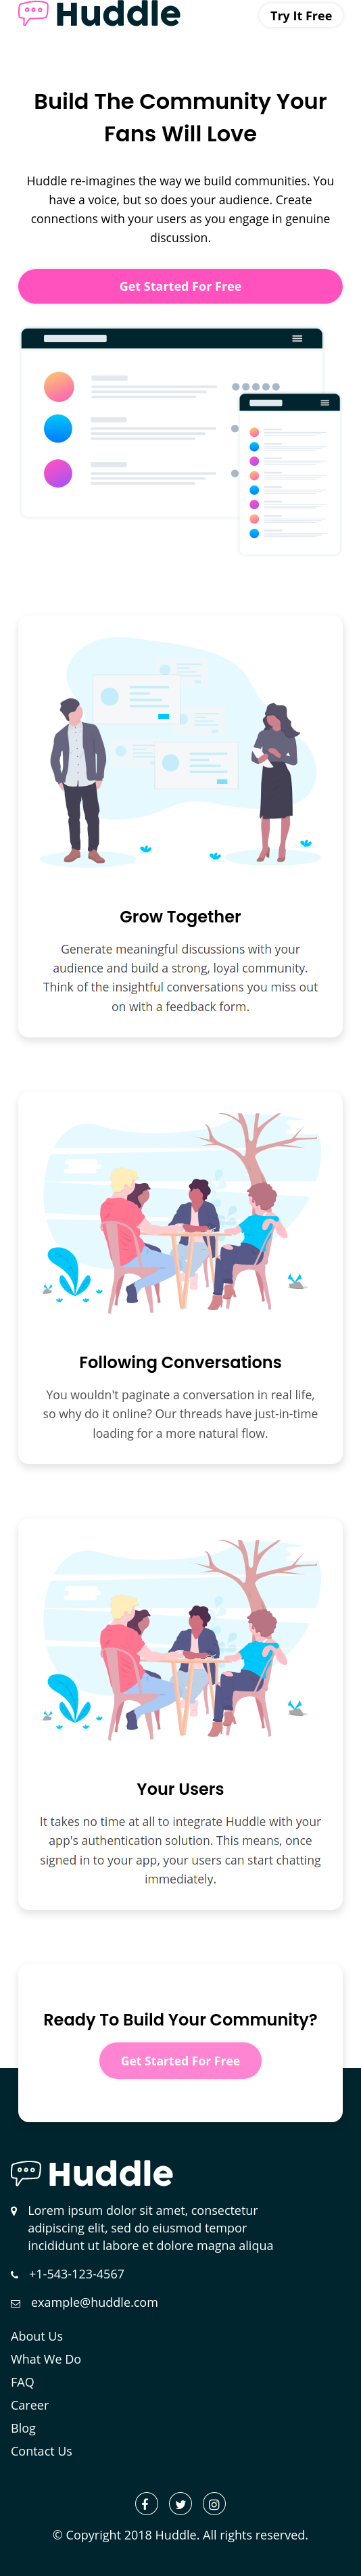 Huddle
Try It Free
Build The Community Your
Fans Will Love
Huddle re-imagines the way we build communities. You
have a voice, but so does your audience. Create
connections with your users as you engage in genuine
discussion.
Get Started For Free
Grow Together
Generate meaningful discussions with your
audience and build a strong, loyal community.
Think of the insightful conversations you miss out
on with a feedback form.
Following Conversations
You wouldn't paginate a conversation in real life,
so why do it online? Our threads have just-in-time
loading for a more natural flow.
Your Users
It takes no time at all to integrate Huddle with your
app's authentication solution. This means, once
signed in to your app, your users can start chatting
immediately.
Ready To Build Your Community?
Get Started For Free
Huddle
Lorem ipsum dolor sit amet, consectetur
adipiscing elit, sed do eiusmod tempor
incididunt ut labore et dolore magna aliqua
+1-543-123-4567
example@huddle.com
About Us
What We Do
FAQ
Career
Blog
Contact Us
© Copyright 2018 Huddle. All rights reserved.